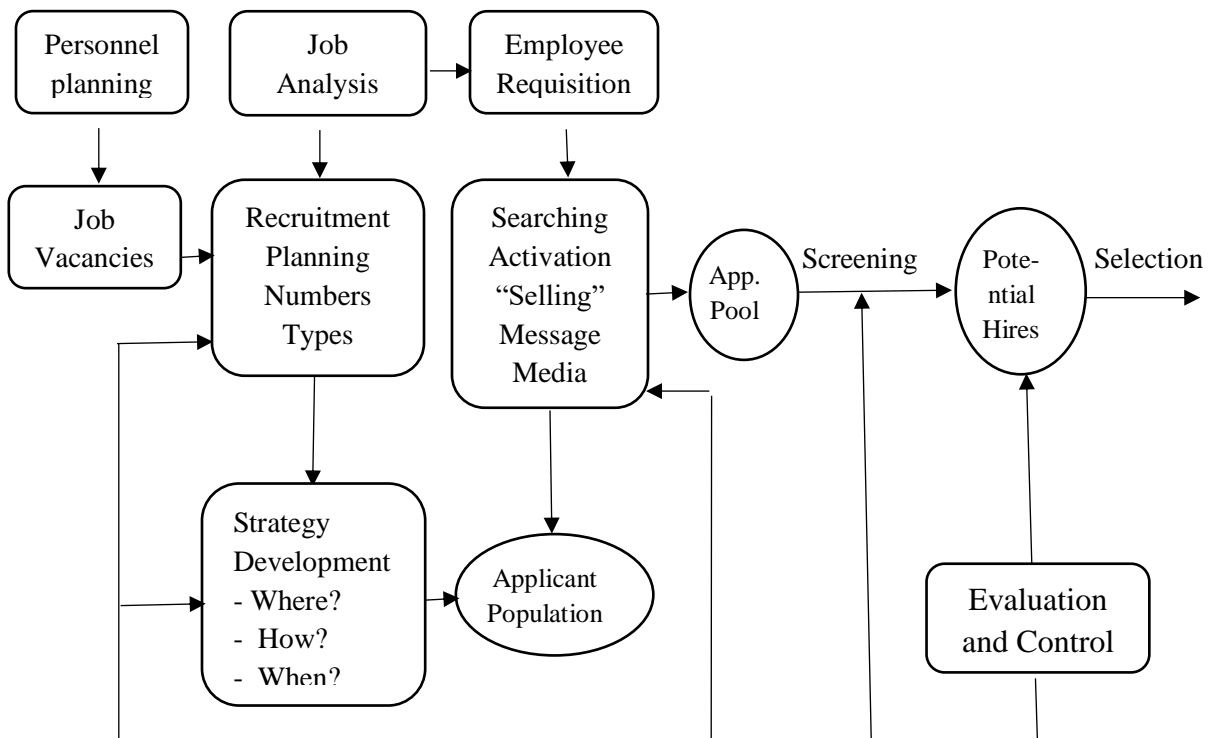 Personnel
planning
Job
Analysis
Employee
Requisition
Job
Vacancies
Recruitment
Planning
Numbers
Types
Searching
Activation
“Selling”
Message
Media
App.
Pool
Screening
Pote-
ntial
Hires
Selection
Strategy
Development
- Where?
- How?
- When?
Applicant
Population
Evaluation
and Control